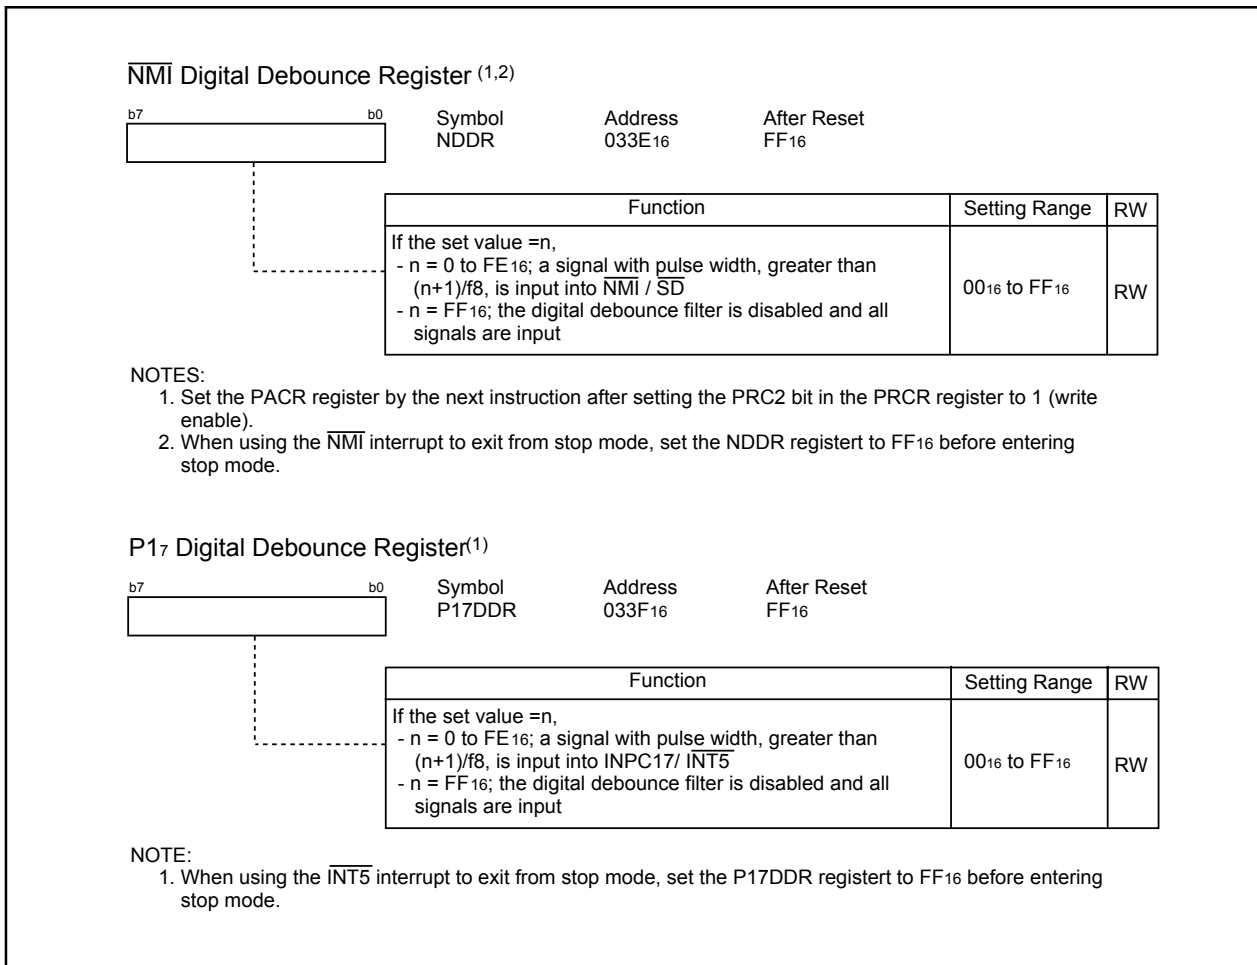 NMI Digital Debounce Register (1,2)
b7 b0 Symbol Address After Reset
NDDR 033E16 FF16
Function Setting Range RW
If the set value =n,
- n = 0 to FE16; a signal with pulse width, greater than
(n+1)/f8, is input into NMI / SD
- n = FF16; the digital debounce filter is disabled and all
signals are input
0016 to FF16 RW
NOTES:
1. Set the PACR register by the next instruction after setting the PRC2 bit in the PRCR register to 1 (write
enable).
2. When using the NMI interrupt to exit from stop mode, set the NDDR registert to FF16 before entering
stop mode.
P17 Digital Debounce Register(1)
b7 b0 Symbol Address After Reset
P17DDR 033F16 FF16
Function Setting Range RW
If the set value =n,
- n = 0 to FE16; a signal with pulse width, greater than
(n+1)/f8, is input into INPC17/ INT5
- n = FF16; the digital debounce filter is disabled and all
signals are input
0016 to FF16 RW
NOTE:
1. When using the INT5 interrupt to exit from stop mode, set the P17DDR registert to FF16 before entering
stop mode.